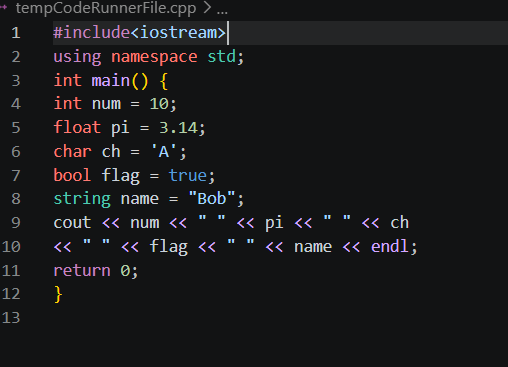 tempCodeRunnerFile.cpp > ...
1 #include<iostream>
2 using namespace std;
3 int main() {
4 int num = 10;
5 float pi = 3.14;
6 char ch = 'A';
7 bool flag = true;
8 string name = "Bob";
9 cout << num << " " << pi << " " << ch
10 << " " << flag << " " << name << endl;
11 return 0;
12 }
13